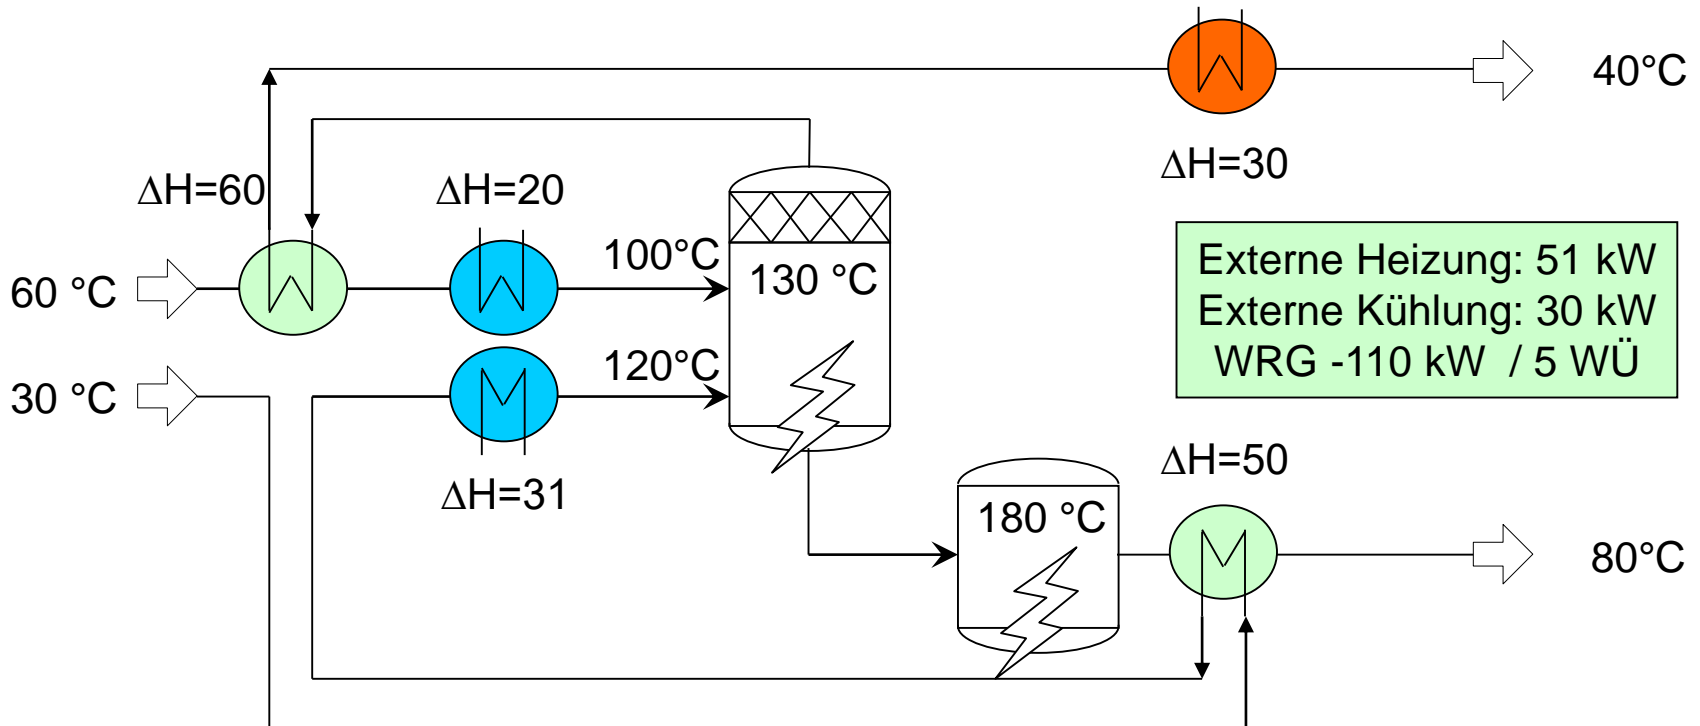 40°C
ΔH=30
ΔH=60
ΔH=20
100°C
130 °C
60 °C
Externe Heizung: 51 kW
Externe Kühlung: 30 kW
WRG -110 kW / 5 WÜ
120°C
30 °C
ΔH=31
ΔH=50
180 °C
80°C